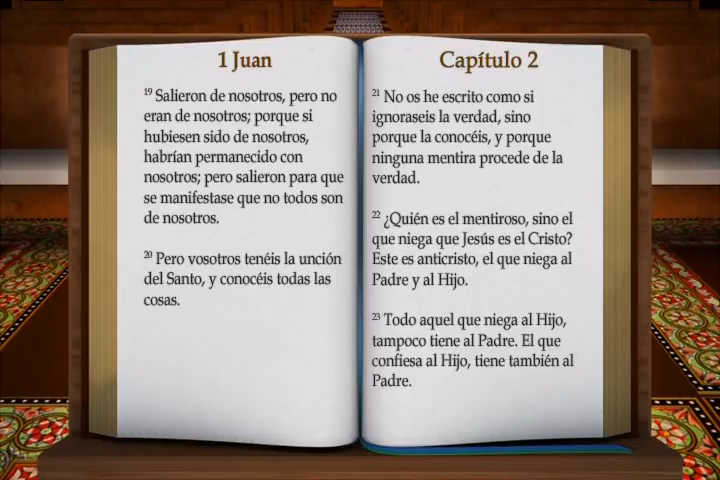 1 Juan
19 Salieron de nosotros, pero no
eran de nosotros; porque si
hubiesen sido de nosotros,
habrían permanecido con
nosotros; pero salieron para que
se manifestase que no todos son
de nosotros.
20 Pero vosotros tenéis la unción
del Santo, y conocéis todas las
cosas.
Capítulo 2
21 No os he escrito como si
ignoraseis la verdad, sino
porque la conocéis, y porque
ninguna mentira procede de la
verdad.
22 ¿Quién es el mentiroso, sino el
que niega que Jesús es el Cristo?
Este es anticristo, el que niega al
Padre y al Hijo.
23 Todo aquel que niega al Hijo,
tampoco tiene al Padre. El que
confiesa al Hijo, tiene también al
Padre.